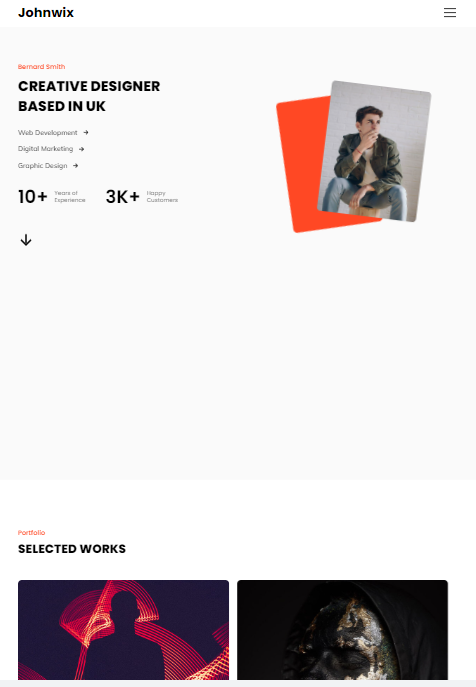 Johnwix
Bernard Smith
CREATIVE DESIGNER
BASED IN UK
Web Development
Digital Marketing
Graphic Design
10+ Years of
Experience
3K+ Happy
Customers
Portfolio
SELECTED WORKS